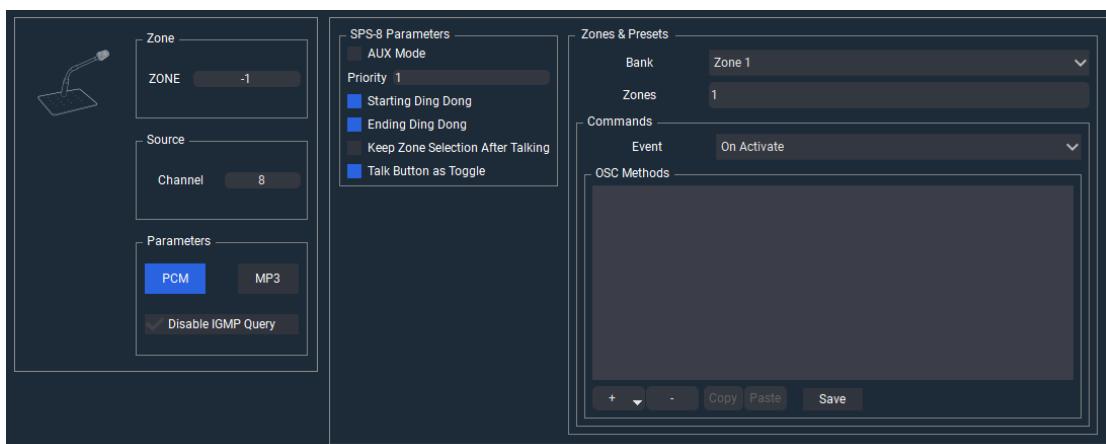 Zone
ZONE -1
Source
Channel 8
Parameters
PCM MP3
Disable IGMP Query
SPS-8 Parameters
AUX Mode
Priority 1
Starting Ding Dong
Ending Ding Dong
Keep Zone Selection After Talking
Talk Button as Toggle
Zones & Presets
Bank Zone 1
Zones 1
Commands
Event On Activate
OSC Methods
+ - Copy Paste Save